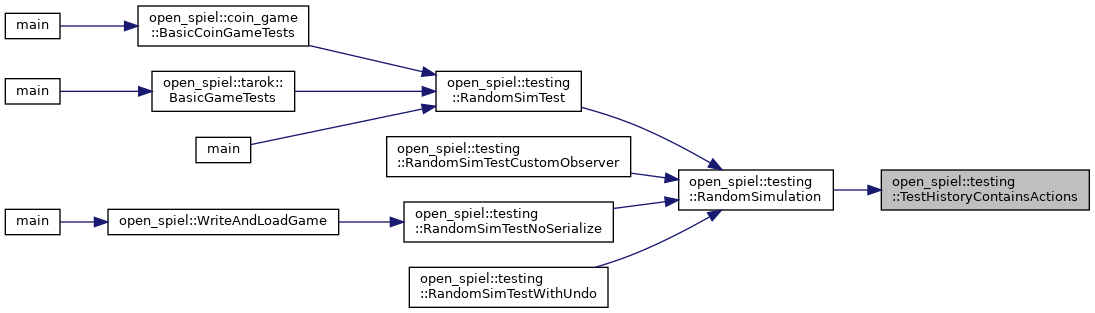 main
open_spiel::coin_game
::BasicCoinGameTests
main
open_spiel::tarok::
BasicGameTests
open_spiel::testing
::RandomSimTest
main
open_spiel::testing
::RandomSimTestCustomObserver
open_spiel::testing
::RandomSimulation
open_spiel::testing
::TestHistoryContainsActions
main
open_spiel::WriteAndLoadGame
open_spiel::testing
::RandomSimTestNoSerialize
open_spiel::testing
::RandomSimTestWithUndo